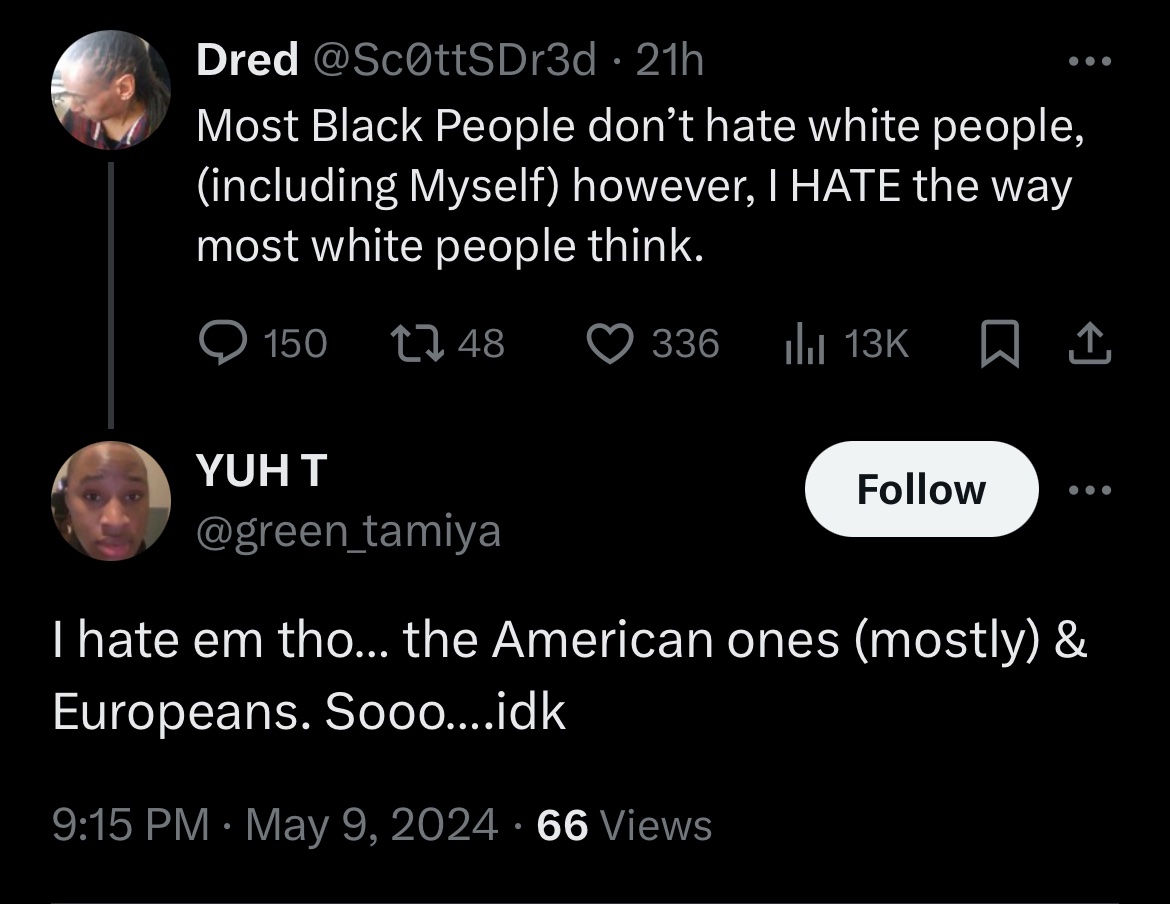 Dred @Sc0ttSDr3d · 21h
Most Black People don’t hate white people,
(including Myself) however, I HATE the way
most white people think.
150 48 336 13K
YUH T
Follow
@green_tamiya
I hate em tho... the American ones (mostly) &
Europeans. Sooo....idk
9:15 PM · May 9, 2024 · 66 Views